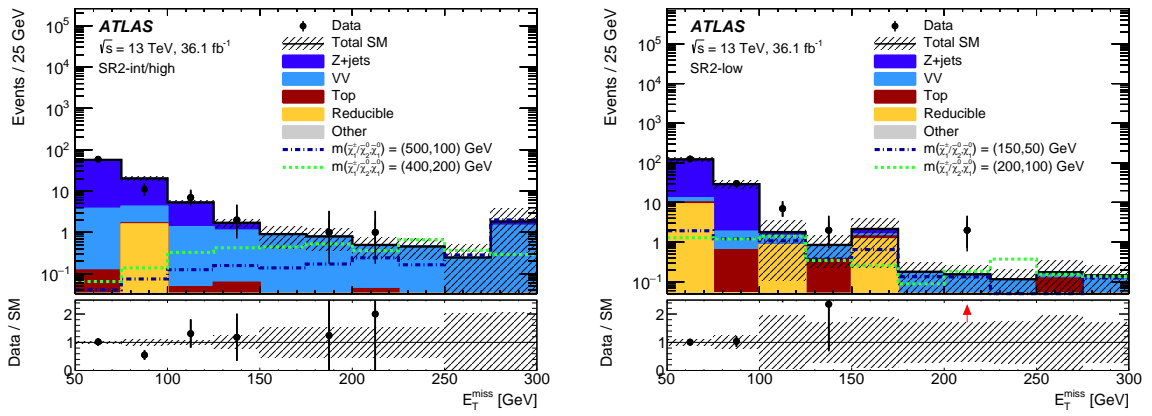 ATLAS
√s = 13 TeV, 36.1 fb⁻¹
SR2-int/high
Data
Total SM
Z+jets
VV
Top
Reducible
Other
m(χ̃₁±/χ̃₂⁰,χ̃₁⁰) = (500,100) GeV
m(χ̃₁±/χ̃₂⁰,χ̃₁⁰) = (400,200) GeV
Events / 25 GeV
10⁵
10⁴
10³
10²
10
1
10⁻¹
Data / SM
2
1
0
50 100 150 200 250 300
E_T^miss [GeV]
ATLAS
√s = 13 TeV, 36.1 fb⁻¹
SR2-low
Data
Total SM
Z+jets
VV
Top
Reducible
Other
m(χ̃₁±/χ̃₂⁰,χ̃₁⁰) = (150,50) GeV
m(χ̃₁±/χ̃₂⁰,χ̃₁⁰) = (200,100) GeV
Events / 25 GeV
10⁵
10⁴
10³
10²
10
1
10⁻¹
Data / SM
2
1
0
50 100 150 200 250 300
E_T^miss [GeV]